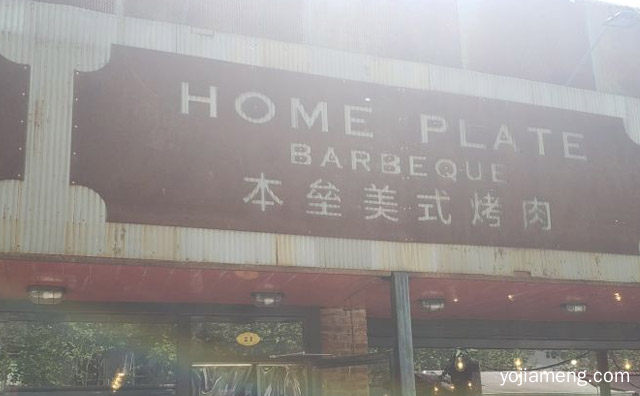 HOME PLATE
BARBEQUE
本垒美式烤肉
yojiameng.com